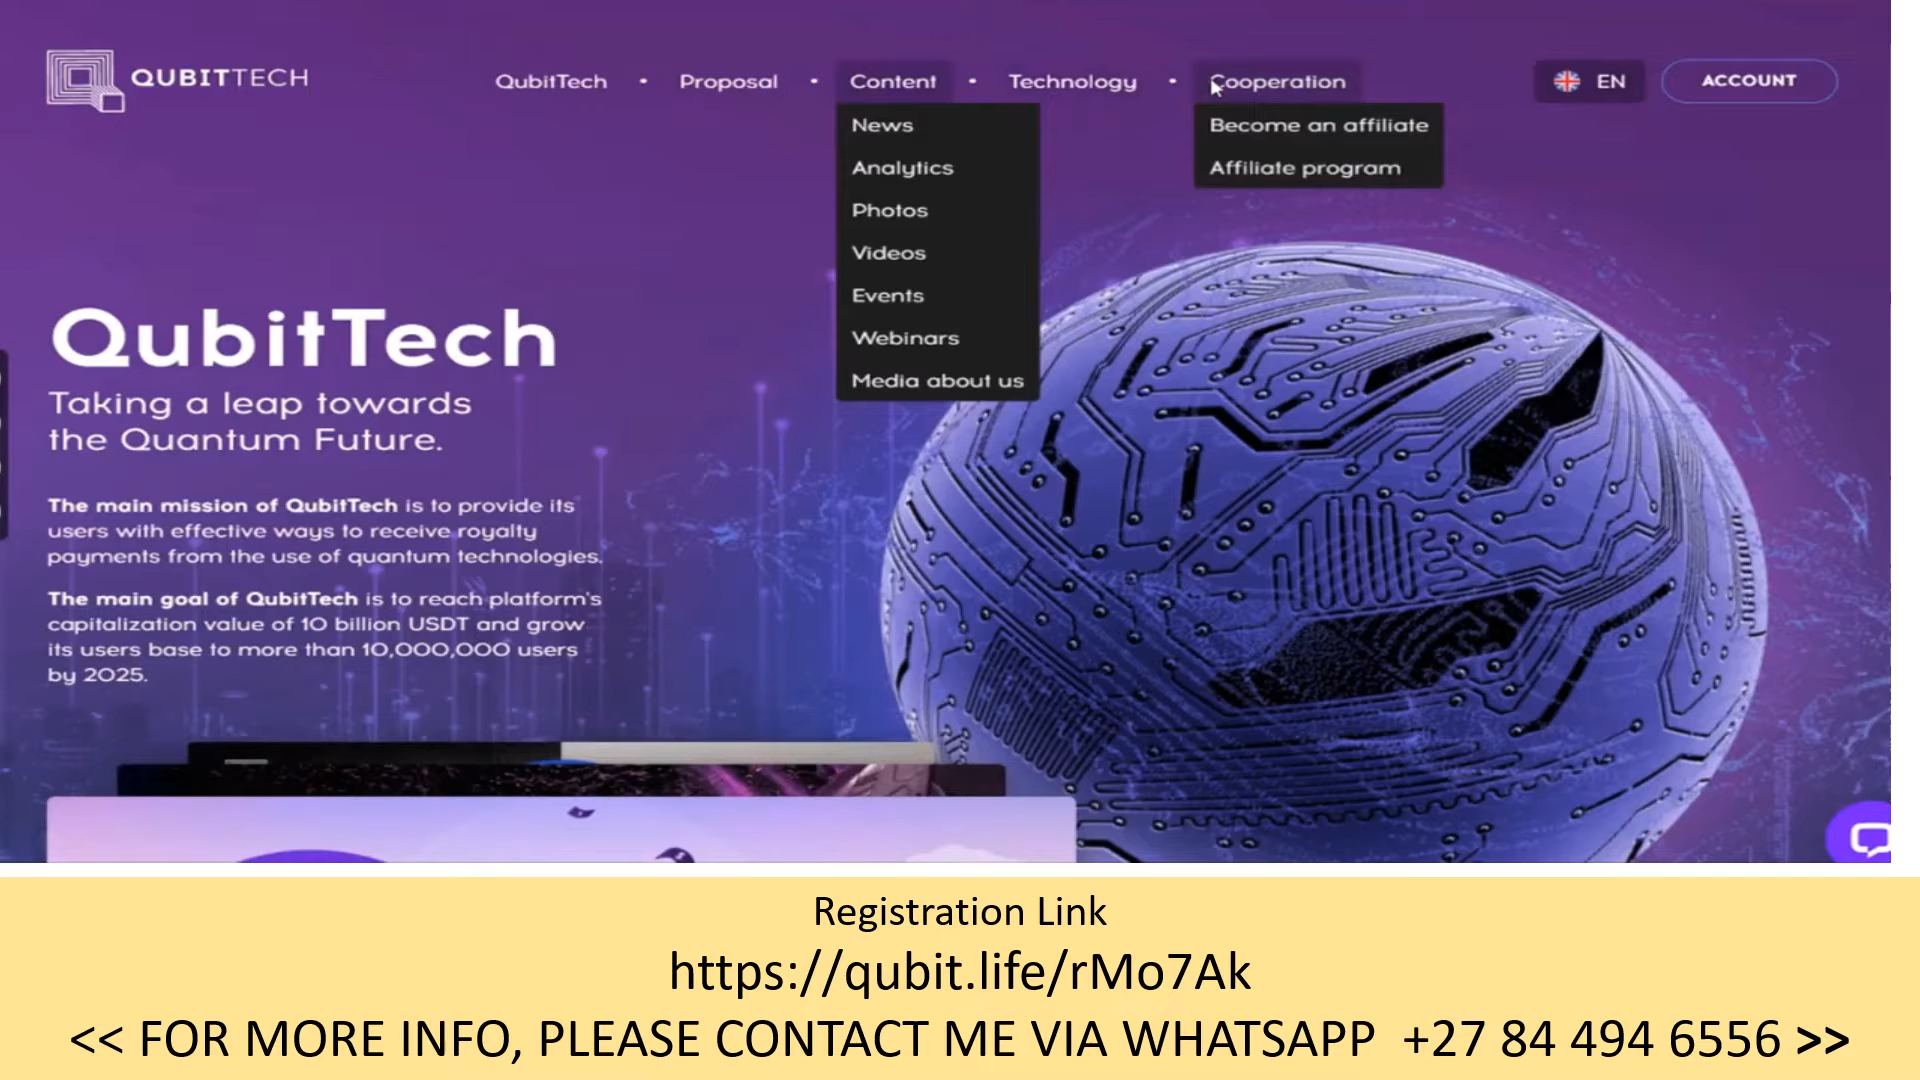 QUBITTECH
QubitTech • Proposal • Content • Technology • Cooperation
EN
ACCOUNT
News
Analytics
Photos
Videos
Events
Webinars
Media about us
Become an affiliate
Affiliate program
QubitTech
Taking a leap towards
the Quantum Future.
The main mission of QubitTech is to provide its
users with effective ways to receive royalty
payments from the use of quantum technologies.
The main goal of QubitTech is to reach platform's
capitalization value of 10 billion USDT and grow
its users base to more than 10,000,000 users
by 2025.
Registration Link
https://qubit.life/rMo7Ak
<< FOR MORE INFO, PLEASE CONTACT ME VIA WHATSAPP +27 84 494 6556 >>